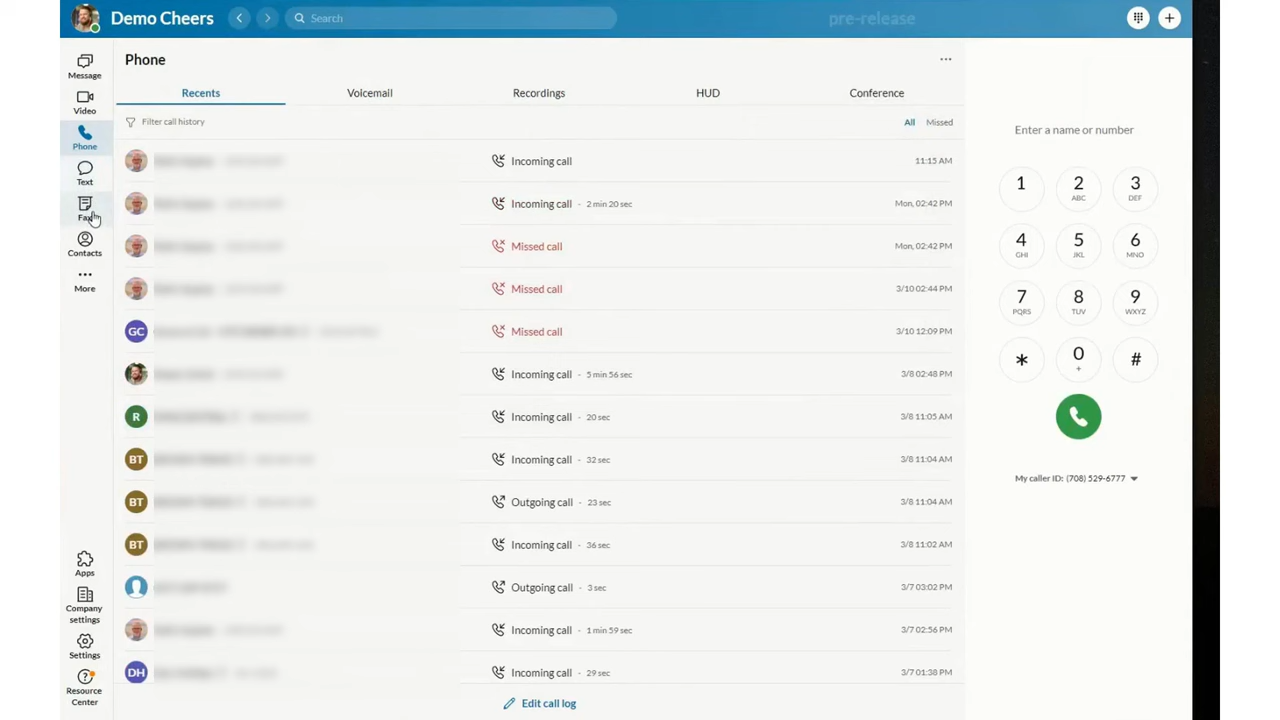 Demo Cheers
Search
pre-release
Message
Video
Phone
Text
Fax
Contacts
More
Apps
Company settings
Settings
Resource Center
Phone
Recents
Voicemail
Recordings
HUD
Conference
Filter call history
All
Missed
Incoming call
11:15 AM
Incoming call - 2 min 20 sec
Mon, 02:42 PM
Missed call
Mon, 02:42 PM
Missed call
3/10 02:44 PM
GC
Missed call
3/10 12:09 PM
Incoming call - 5 min 56 sec
3/8 02:48 PM
R
Incoming call - 20 sec
3/8 11:05 AM
BT
Incoming call - 32 sec
3/8 11:04 AM
BT
Outgoing call - 23 sec
3/8 11:04 AM
BT
Incoming call - 36 sec
3/8 11:02 AM
Outgoing call - 3 sec
3/7 03:02 PM
Incoming call - 1 min 59 sec
3/7 02:56 PM
DH
Incoming call - 29 sec
3/7 01:38 PM
Edit call log
Enter a name or number
1
2
ABC
3
DEF
4
GHI
5
JKL
6
MNO
7
PQRS
8
TUV
9
WXYZ
*
0
+
#
My caller ID: (708) 529-6777